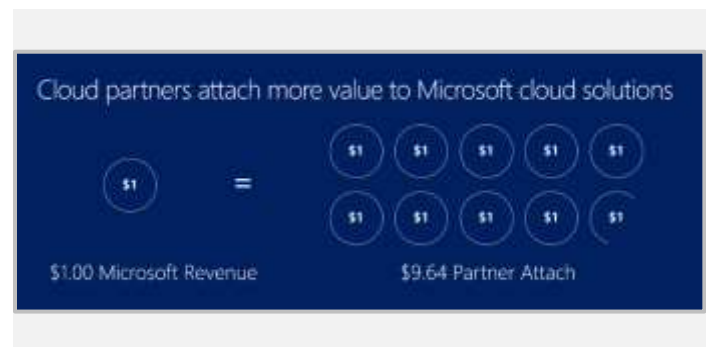 Cloud partners attach more value to Microsoft cloud solutions
$1 $1 $1 $1 $1
$1 =
$1 $1 $1 $1 $1
$1.00 Microsoft Revenue
$9.64 Partner Attach